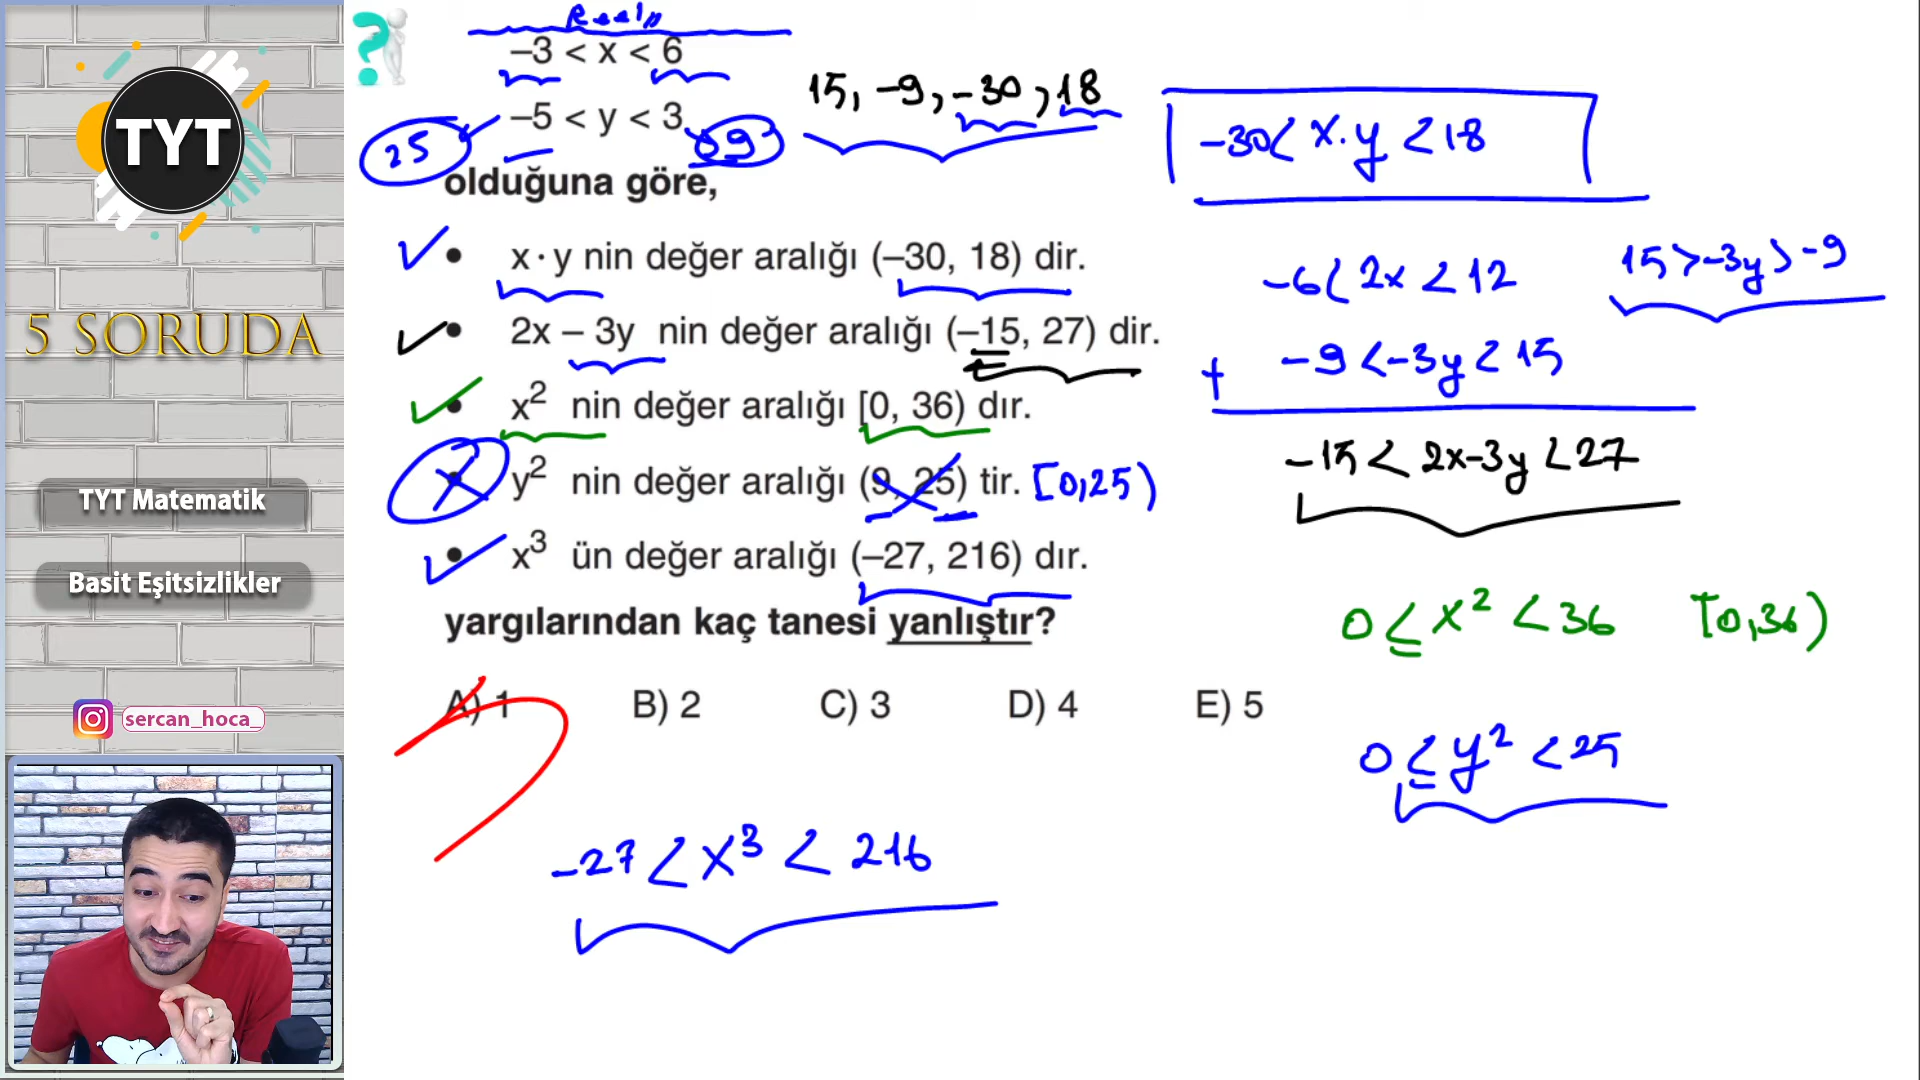 TYT
5 SORUDA
TYT Matematik
Basit Eşitsizlikler
sercan_hoca_
Reel
–3 < x < 6
–5 < y < 3
25
9
15, -9, -30, 18
-30 < x.y < 18
olduğuna göre,
• x · y nin değer aralığı (–30, 18) dir.
• 2x – 3y nin değer aralığı (–15, 27) dir.
• x² nin değer aralığı [0, 36) dır.
• y² nin değer aralığı (9, 25) tir. [0,25)
• x³ ün değer aralığı (–27, 216) dır.
yargılarından kaç tanesi yanlıştır?
A) 1 B) 2 C) 3 D) 4 E) 5
-6 < 2x < 12
15 > -3y > -9
+ -9 < -3y < 15
-15 < 2x-3y < 27
0 ≤ x² < 36 [0,36)
0 ≤ y² < 25
-27 < x³ < 216